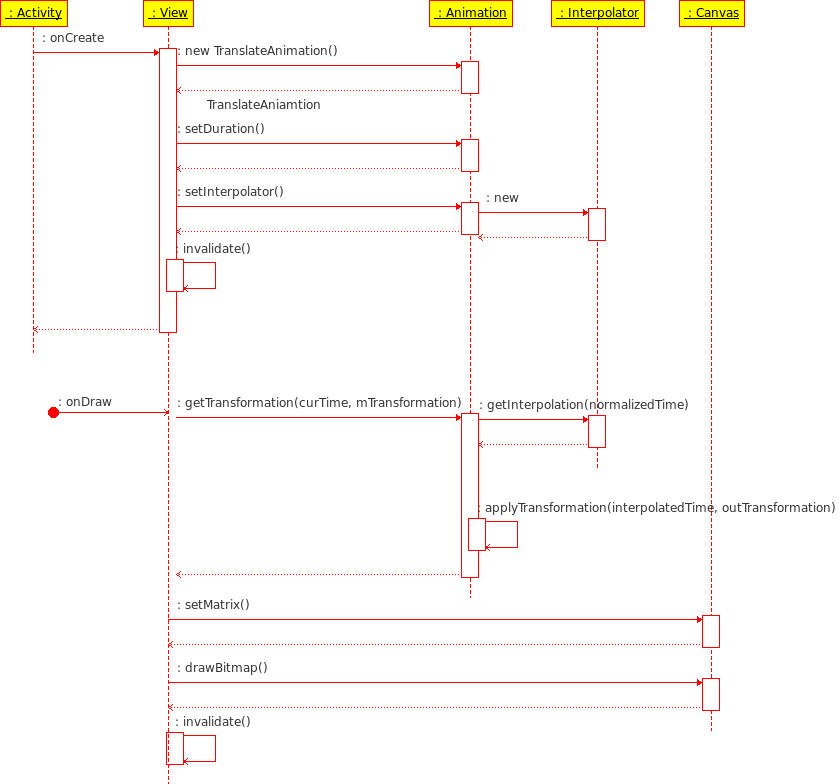 : Activity
: View
: Animation
: Interpolator
: Canvas
: onCreate
: new TranslateAnimation()
TranslateAniamtion
: setDuration()
: setInterpolator()
: new
: invalidate()
: onDraw
: getTransformation(curTime, mTransformation)
: getInterpolation(normalizedTime)
: applyTransformation(interpolatedTime, outTransformation)
: setMatrix()
: drawBitmap()
: invalidate()